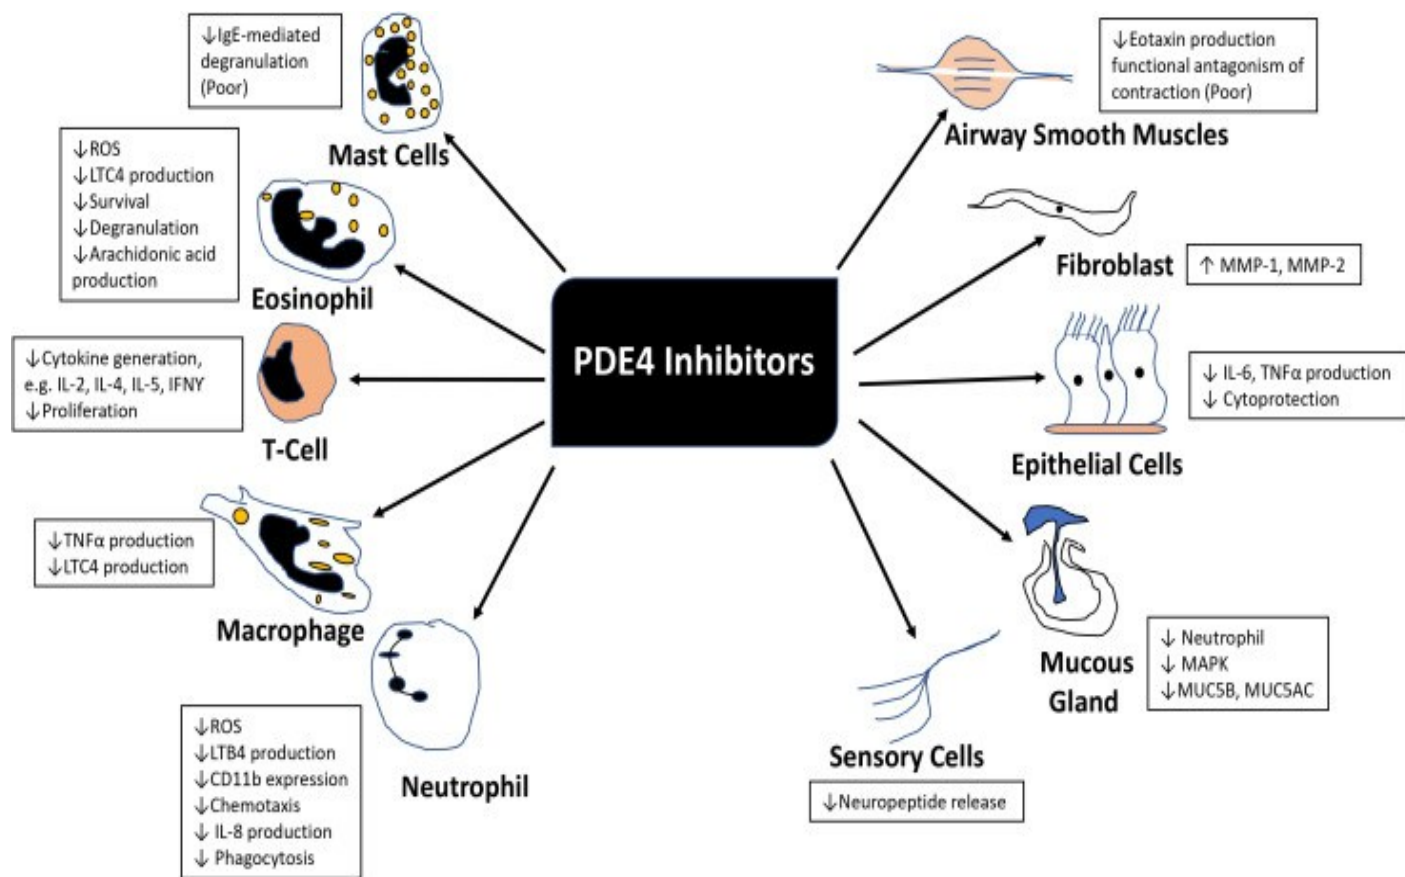 ↓IgE-mediated
degranulation
(Poor)
Mast Cells
↓ROS
↓LTC4 production
↓Survival
↓Degranulation
↓Arachidonic acid
production
Eosinophil
↓Cytokine generation,
e.g. IL-2, IL-4, IL-5, IFNY
↓Proliferation
T-Cell
↓TNFα production
↓LTC4 production
Macrophage
↓ROS
↓LTB4 production
↓CD11b expression
↓Chemotaxis
↓ IL-8 production
↓ Phagocytosis
Neutrophil
PDE4 Inhibitors
↓Eotaxin production
functional antagonism of
contraction (Poor)
Airway Smooth Muscles
Fibroblast
↑ MMP-1, MMP-2
↓ IL-6, TNFα production
↓ Cytoprotection
Epithelial Cells
Mucous
Gland
↓ Neutrophil
↓ MAPK
↓MUC5B, MUC5AC
Sensory Cells
↓Neuropeptide release